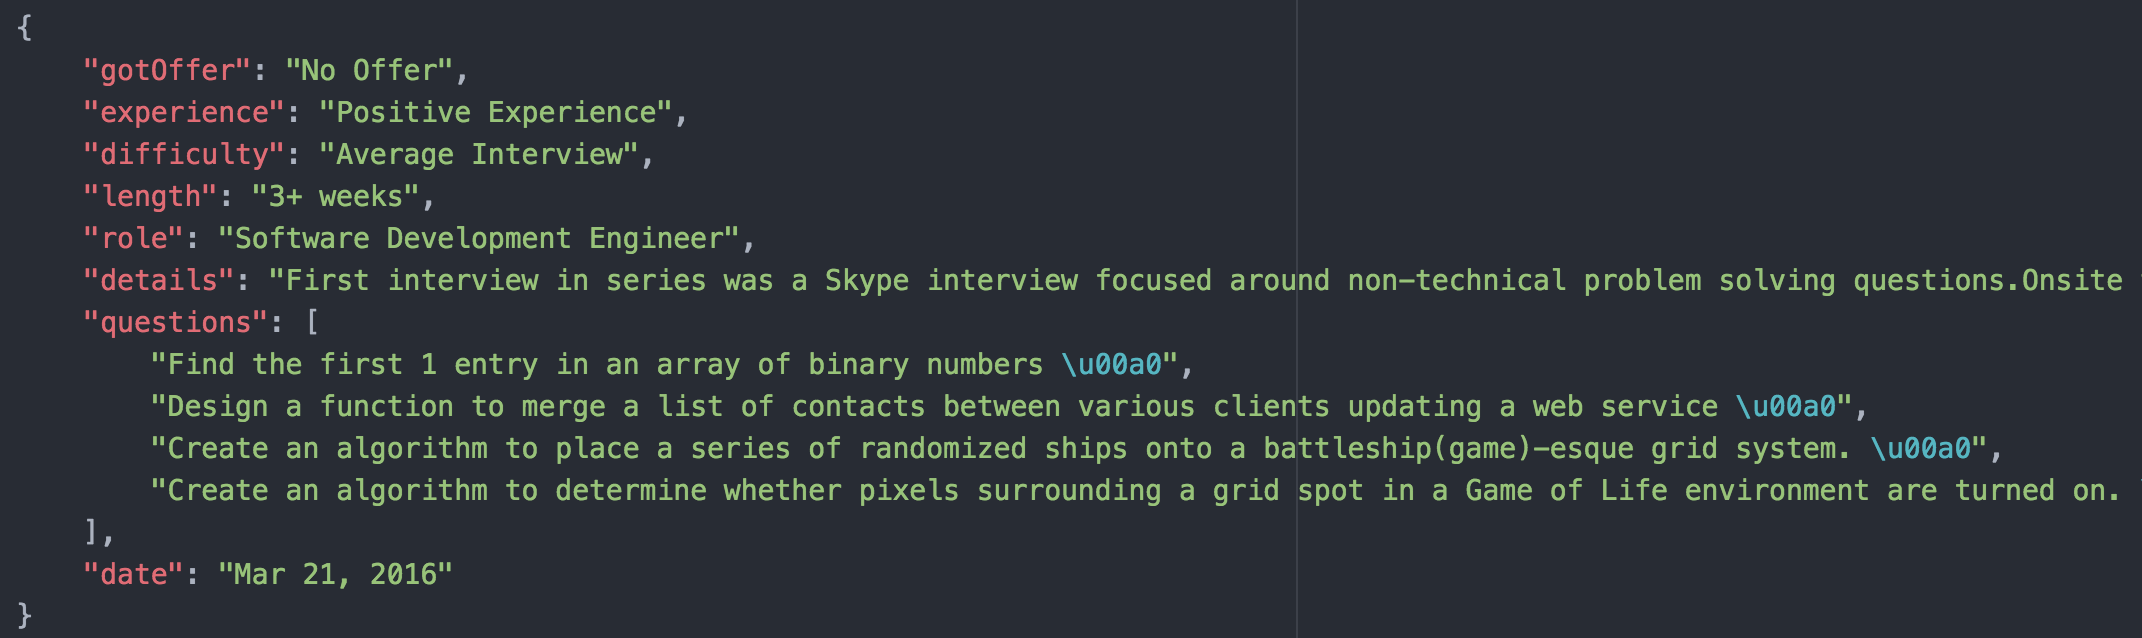 {
"gotOffer": "No Offer",
"experience": "Positive Experience",
"difficulty": "Average Interview",
"length": "3+ weeks",
"role": "Software Development Engineer",
"details": "First interview in series was a Skype interview focused around non-technical problem solving questions.Onsite
"questions": [
"Find the first 1 entry in an array of binary numbers \u00a0",
"Design a function to merge a list of contacts between various clients updating a web service \u00a0",
"Create an algorithm to place a series of randomized ships onto a battleship(game)-esque grid system. \u00a0",
"Create an algorithm to determine whether pixels surrounding a grid spot in a Game of Life environment are turned on.
],
"date": "Mar 21, 2016"
}